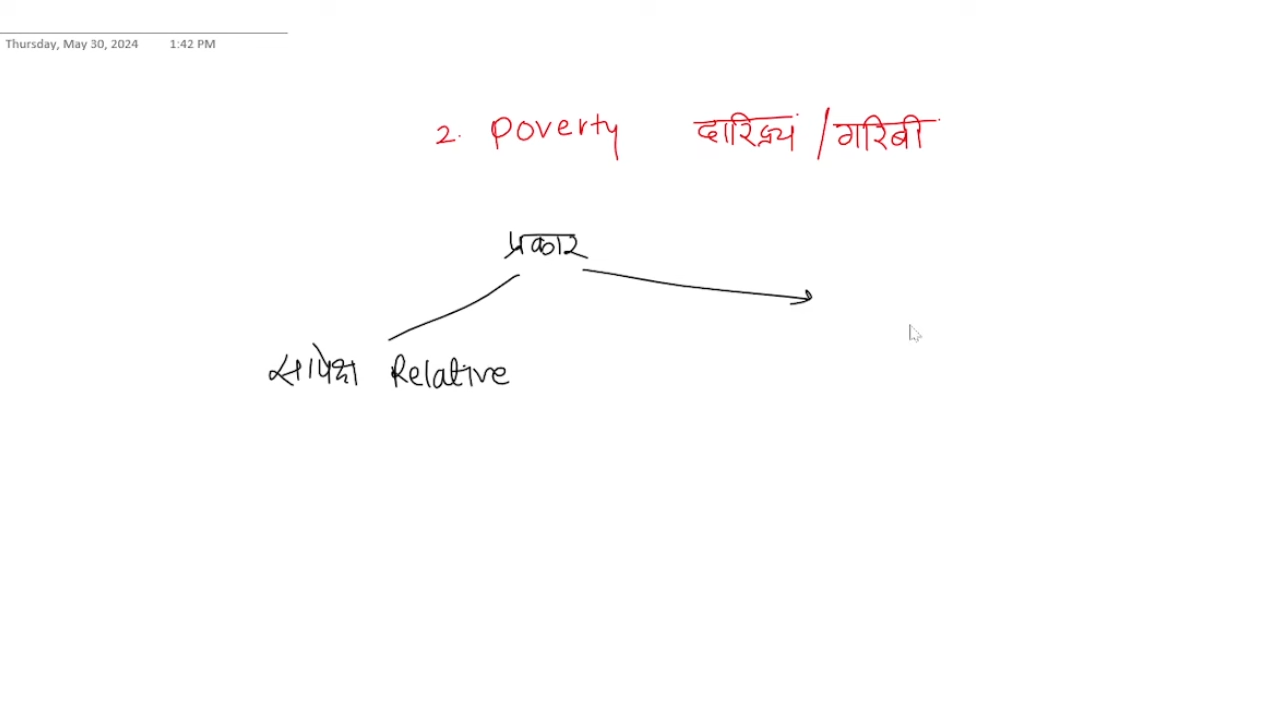 Thursday, May 30, 2024 1:42 PM
2. Poverty दारिद्र्य / गरिबी
प्रकार
सापेक्ष Relative